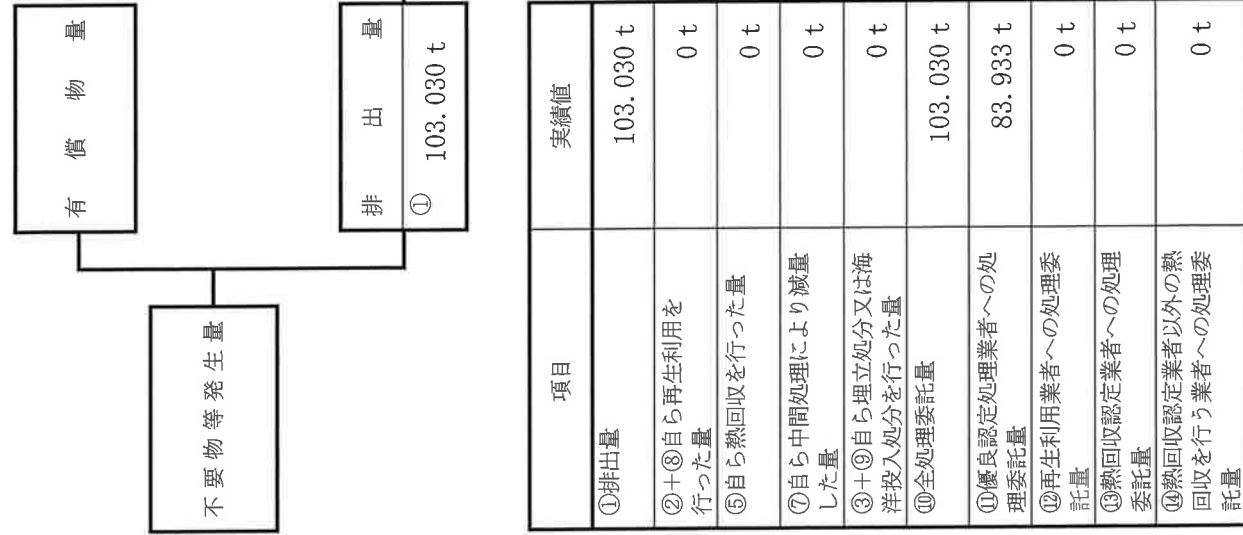 不要物等発生量
有償物量
排出量
① 103.030 t
項目 実績値
①排出量 103.030 t
②+⑧自ら再生利用を
行った量 0 t
⑤自ら熱回収を行った量 0 t
⑦自ら中間処理により減量
した量 0 t
③+⑨自ら埋立処分又は海
洋投入処分を行った量 0 t
⑩全処理委託量 103.030 t
⑪優良認定処理業者への処
理委託量 83.933 t
⑫再生利用業者への処理委
託量 0 t
⑬熱回収認定業者への処理
委託量 0 t
⑭熱回収認定業者以外の熱
回収を行う業者への処理委
託量 0 t